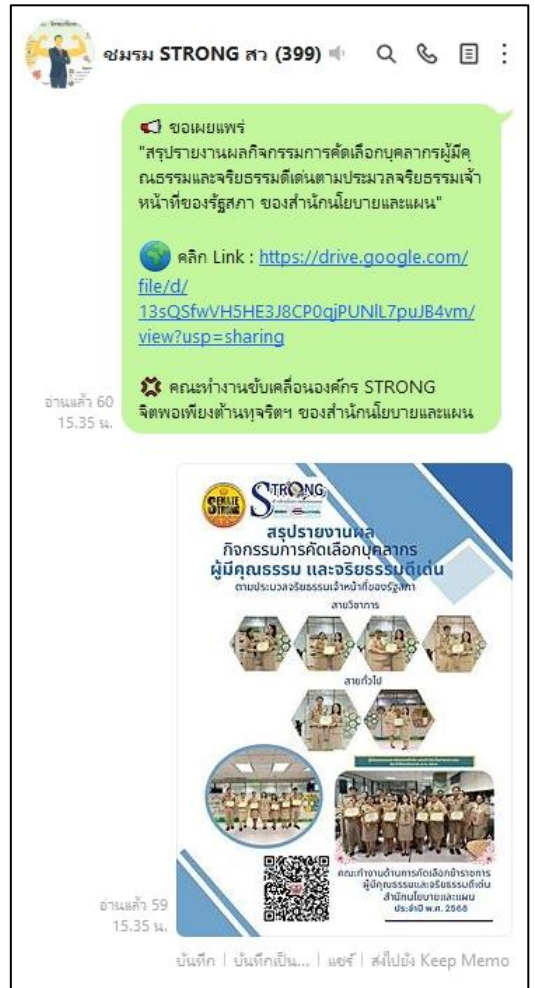 ชมรม STRONG สว (399)
ขอเผยแพร่
"สรุปรายงานผลกิจกรรมการคัดเลือกบุคลากรผู้มีคุ
ณธรรมและจริยธรรมดีเด่นตามประมวลจริยธรรมเจ้า
หน้าที่ของรัฐสภา ของสำนักนโยบายและแผน"
คลิก Link : https://drive.google.com/
file/d/
13sQSfwVH5HE3J8CP0qjPUNlL7puJB4vm/
view?usp=sharing
คณะทำงานขับเคลื่อนองค์กร STRONG
จิตพอเพียงต้านทุจริตฯ ของสำนักนโยบายและแผน
อ่านแล้ว 60
15.35 น.
SENATE
STRONG
STRONG
สรุปรายงานผล
กิจกรรมการคัดเลือกบุคลากร
ผู้มีคุณธรรม และจริยธรรมดีเด่น
ตามประมวลจริยธรรมเจ้าหน้าที่ของรัฐสภา
สายวิชาการ
สายทั่วไป
คณะทำงานด้านการคัดเลือกข้าราชการ
ผู้มีคุณธรรมและจริยธรรมดีเด่น
สำนักนโยบายและแผน
ประจำปี พ.ศ. 2568
อ่านแล้ว 59
15.35 น.
บันทึก | บันทึกเป็น... | แชร์ | ส่งไปยัง Keep Memo